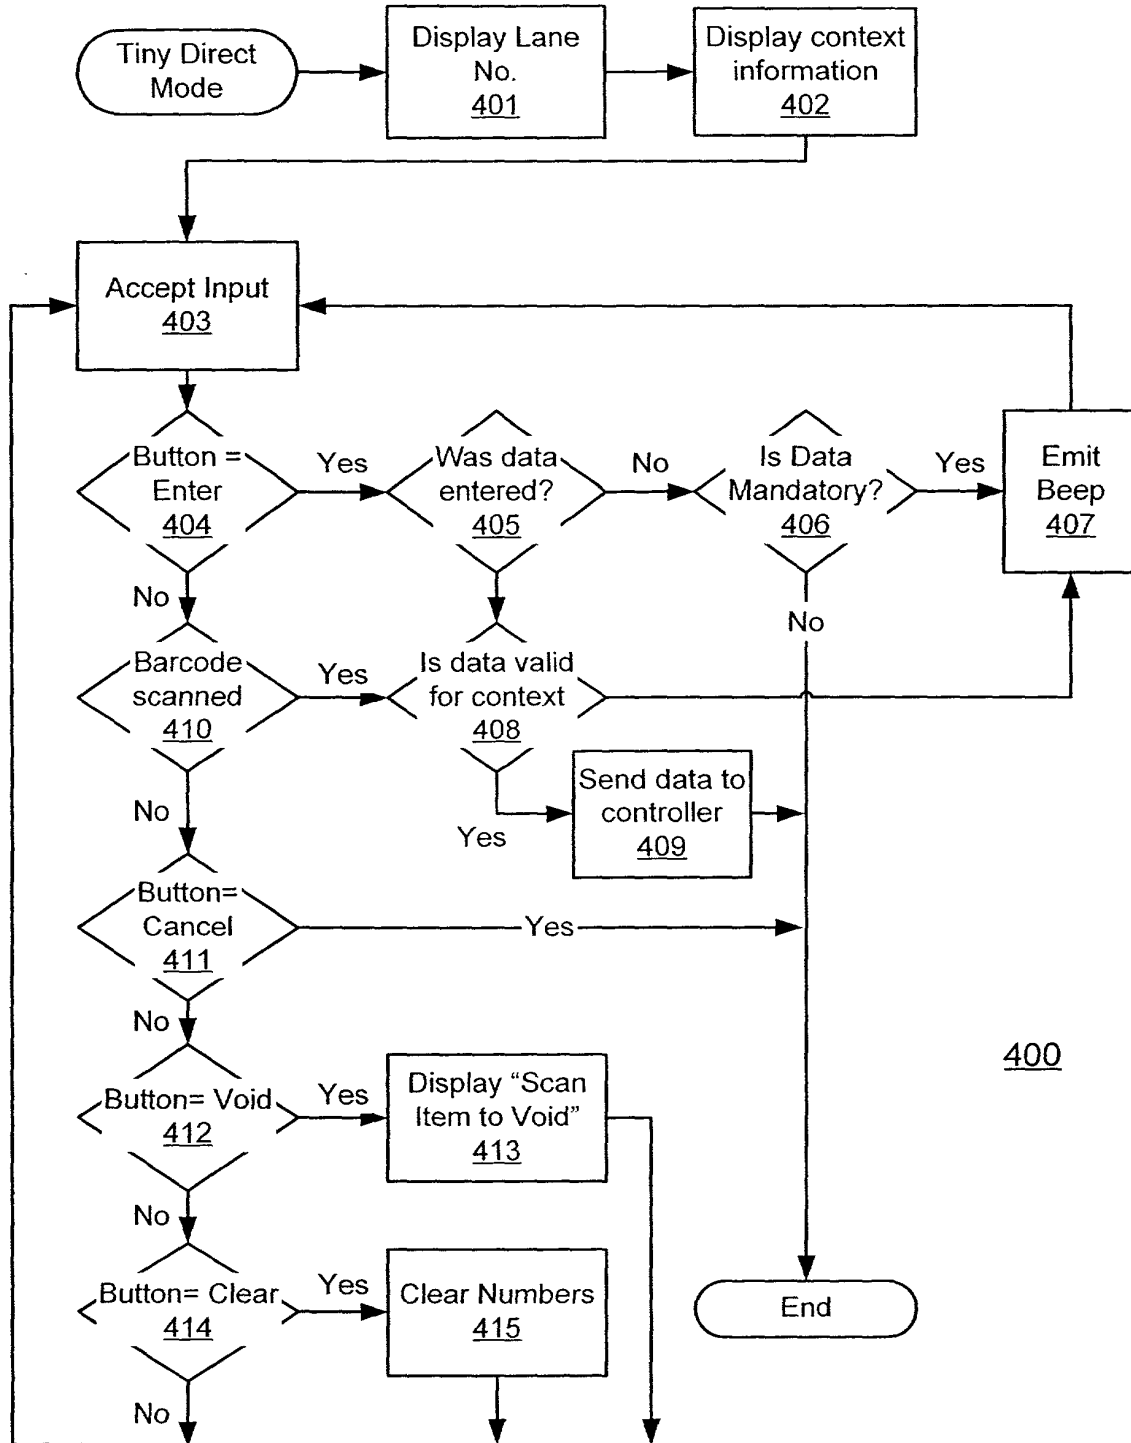 Tiny Direct
Mode
Display Lane
No.
401
Display context
information
402
Accept Input
403
Button =
Enter
404
Yes
Was data
entered?
405
No
Is Data
Mandatory?
406
Yes
Emit
Beep
407
No
No
Barcode
scanned
410
Yes
Is data valid
for context
408
No
Yes
Send data to
controller
409
Button=
Cancel
411
Yes
No
Button= Void
412
Yes
Display “Scan
Item to Void”
413
400
No
Button= Clear
414
Yes
Clear Numbers
415
End
No